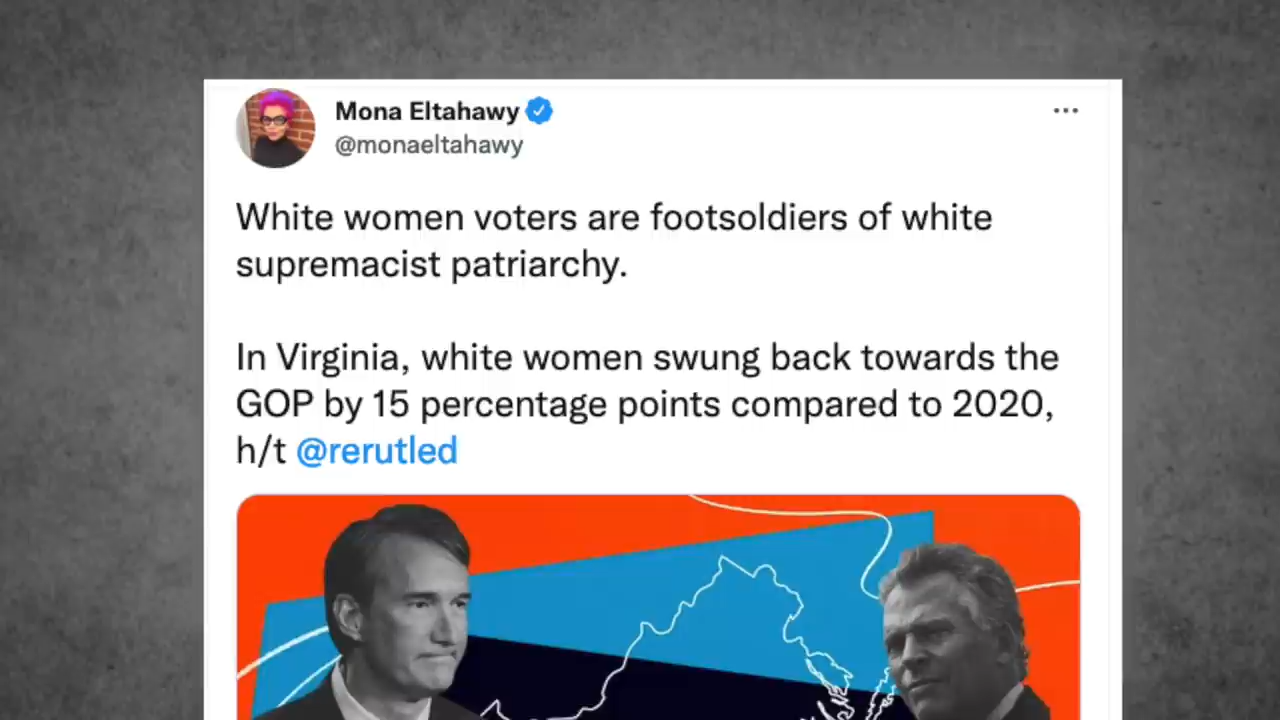 Mona Eltahawy
@monaeltahawy
White women voters are footsoldiers of white
supremacist patriarchy.
In Virginia, white women swung back towards the
GOP by 15 percentage points compared to 2020,
h/t @rerutled